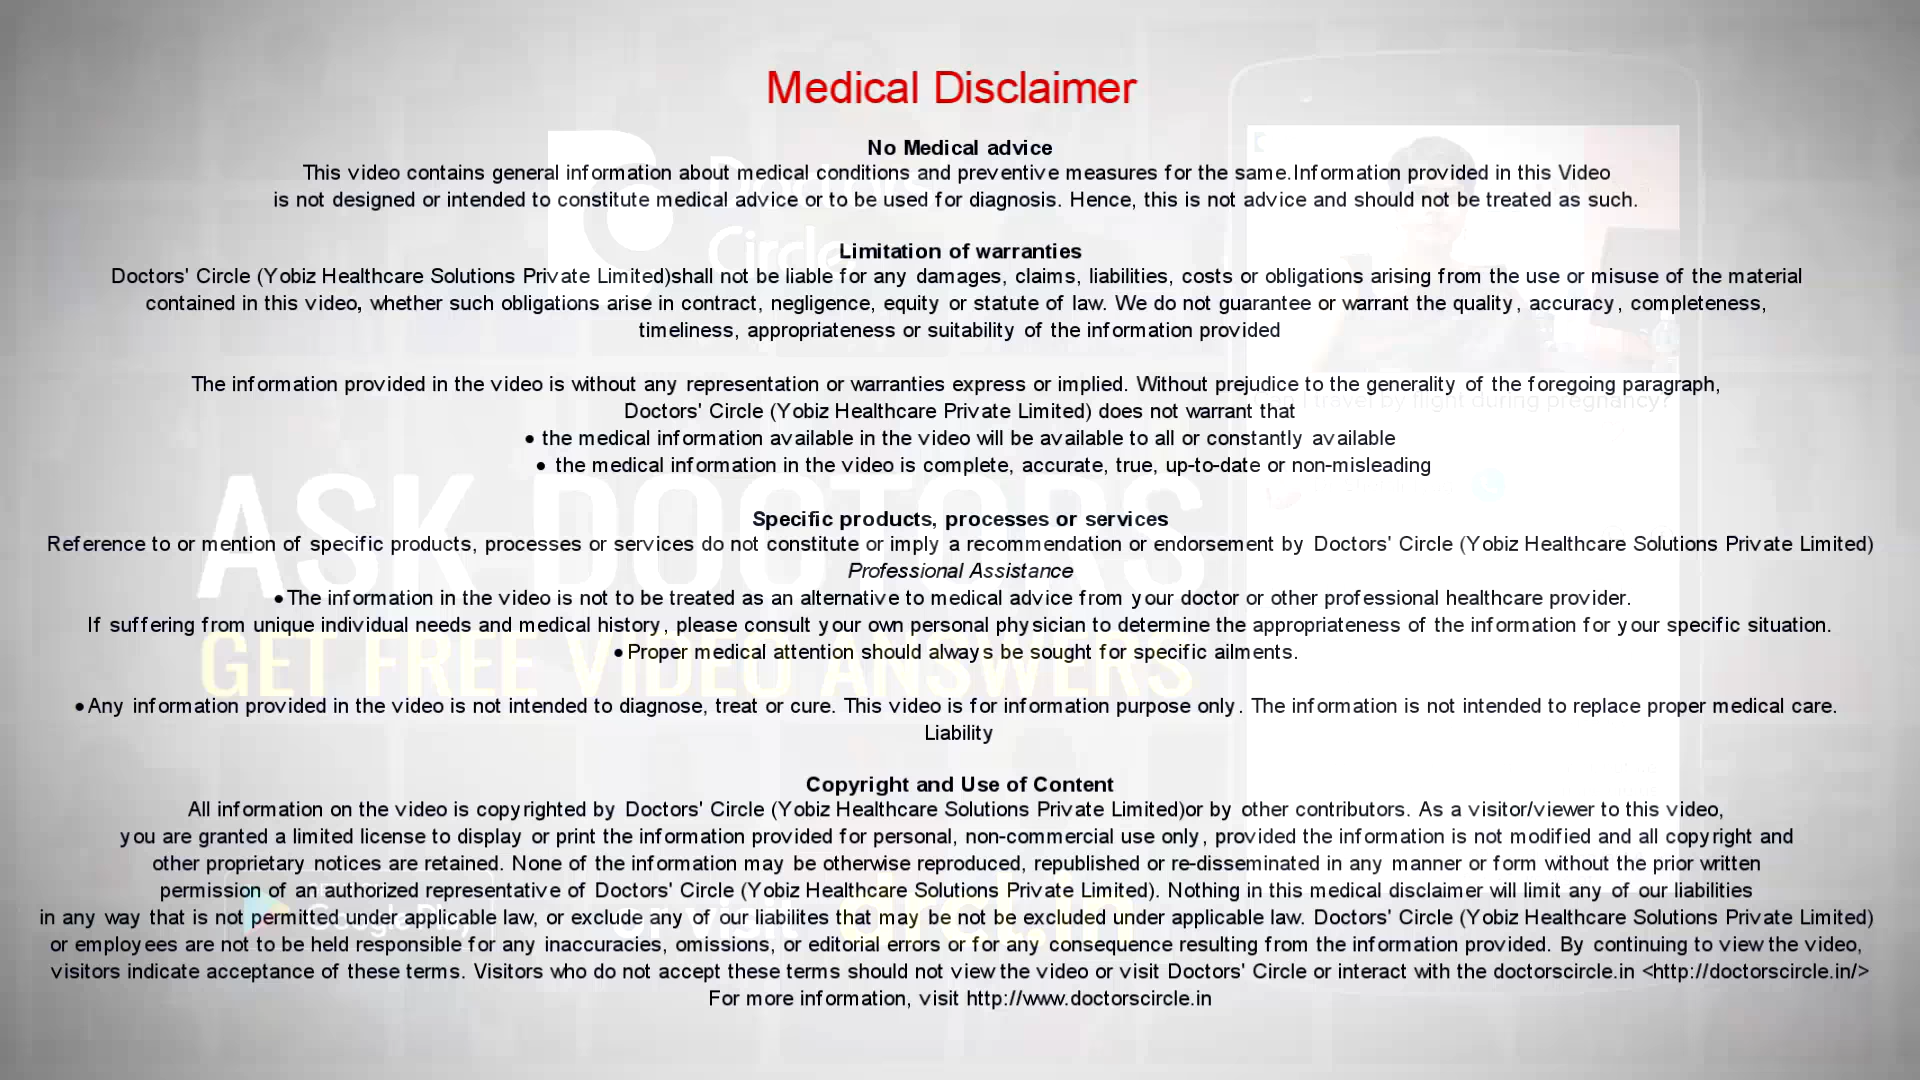 Medical Disclaimer
No Medical advice
This video contains general information about medical conditions and preventive measures for the same.Information provided in this Video
is not designed or intended to constitute medical advice or to be used for diagnosis. Hence, this is not advice and should not be treated as such.
Limitation of warranties
Doctors' Circle (Yobiz Healthcare Solutions Private Limited)shall not be liable for any damages, claims, liabilities, costs or obligations arising from the use or misuse of the material
contained in this video, whether such obligations arise in contract, negligence, equity or statute of law. We do not guarantee or warrant the quality, accuracy, completeness,
timeliness, appropriateness or suitability of the information provided
The information provided in the video is without any representation or warranties express or implied. Without prejudice to the generality of the foregoing paragraph,
Doctors' Circle (Yobiz Healthcare Private Limited) does not warrant that
• the medical information available in the video will be available to all or constantly available
• the medical information in the video is complete, accurate, true, up-to-date or non-misleading
Specific products, processes or services
Reference to or mention of specific products, processes or services do not constitute or imply a recommendation or endorsement by Doctors' Circle (Yobiz Healthcare Solutions Private Limited)
Professional Assistance
•The information in the video is not to be treated as an alternative to medical advice from your doctor or other professional healthcare provider.
If suffering from unique individual needs and medical history, please consult your own personal physician to determine the appropriateness of the information for your specific situation.
•Proper medical attention should always be sought for specific ailments.
•Any information provided in the video is not intended to diagnose, treat or cure. This video is for information purpose only. The information is not intended to replace proper medical care.
Liability
Copyright and Use of Content
All information on the video is copyrighted by Doctors' Circle (Yobiz Healthcare Solutions Private Limited)or by other contributors. As a visitor/viewer to this video,
you are granted a limited license to display or print the information provided for personal, non-commercial use only, provided the information is not modified and all copyright and
other proprietary notices are retained. None of the information may be otherwise reproduced, republished or re-disseminated in any manner or form without the prior written
permission of an authorized representative of Doctors' Circle (Yobiz Healthcare Solutions Private Limited). Nothing in this medical disclaimer will limit any of our liabilities
in any way that is not permitted under applicable law, or exclude any of our liabilites that may be not be excluded under applicable law. Doctors' Circle (Yobiz Healthcare Solutions Private Limited)
or employees are not to be held responsible for any inaccuracies, omissions, or editorial errors or for any consequence resulting from the information provided. By continuing to view the video,
visitors indicate acceptance of these terms. Visitors who do not accept these terms should not view the video or visit Doctors' Circle or interact with the doctorscircle.in <http://doctorscircle.in/>
For more information, visit http://www.doctorscircle.in
Doctors'
Circle
Can I travel by flight during pregnancy?
ASK DOCTORS
GET FREE VIDEO ANSWERS
Google Play
or visit drcl.in